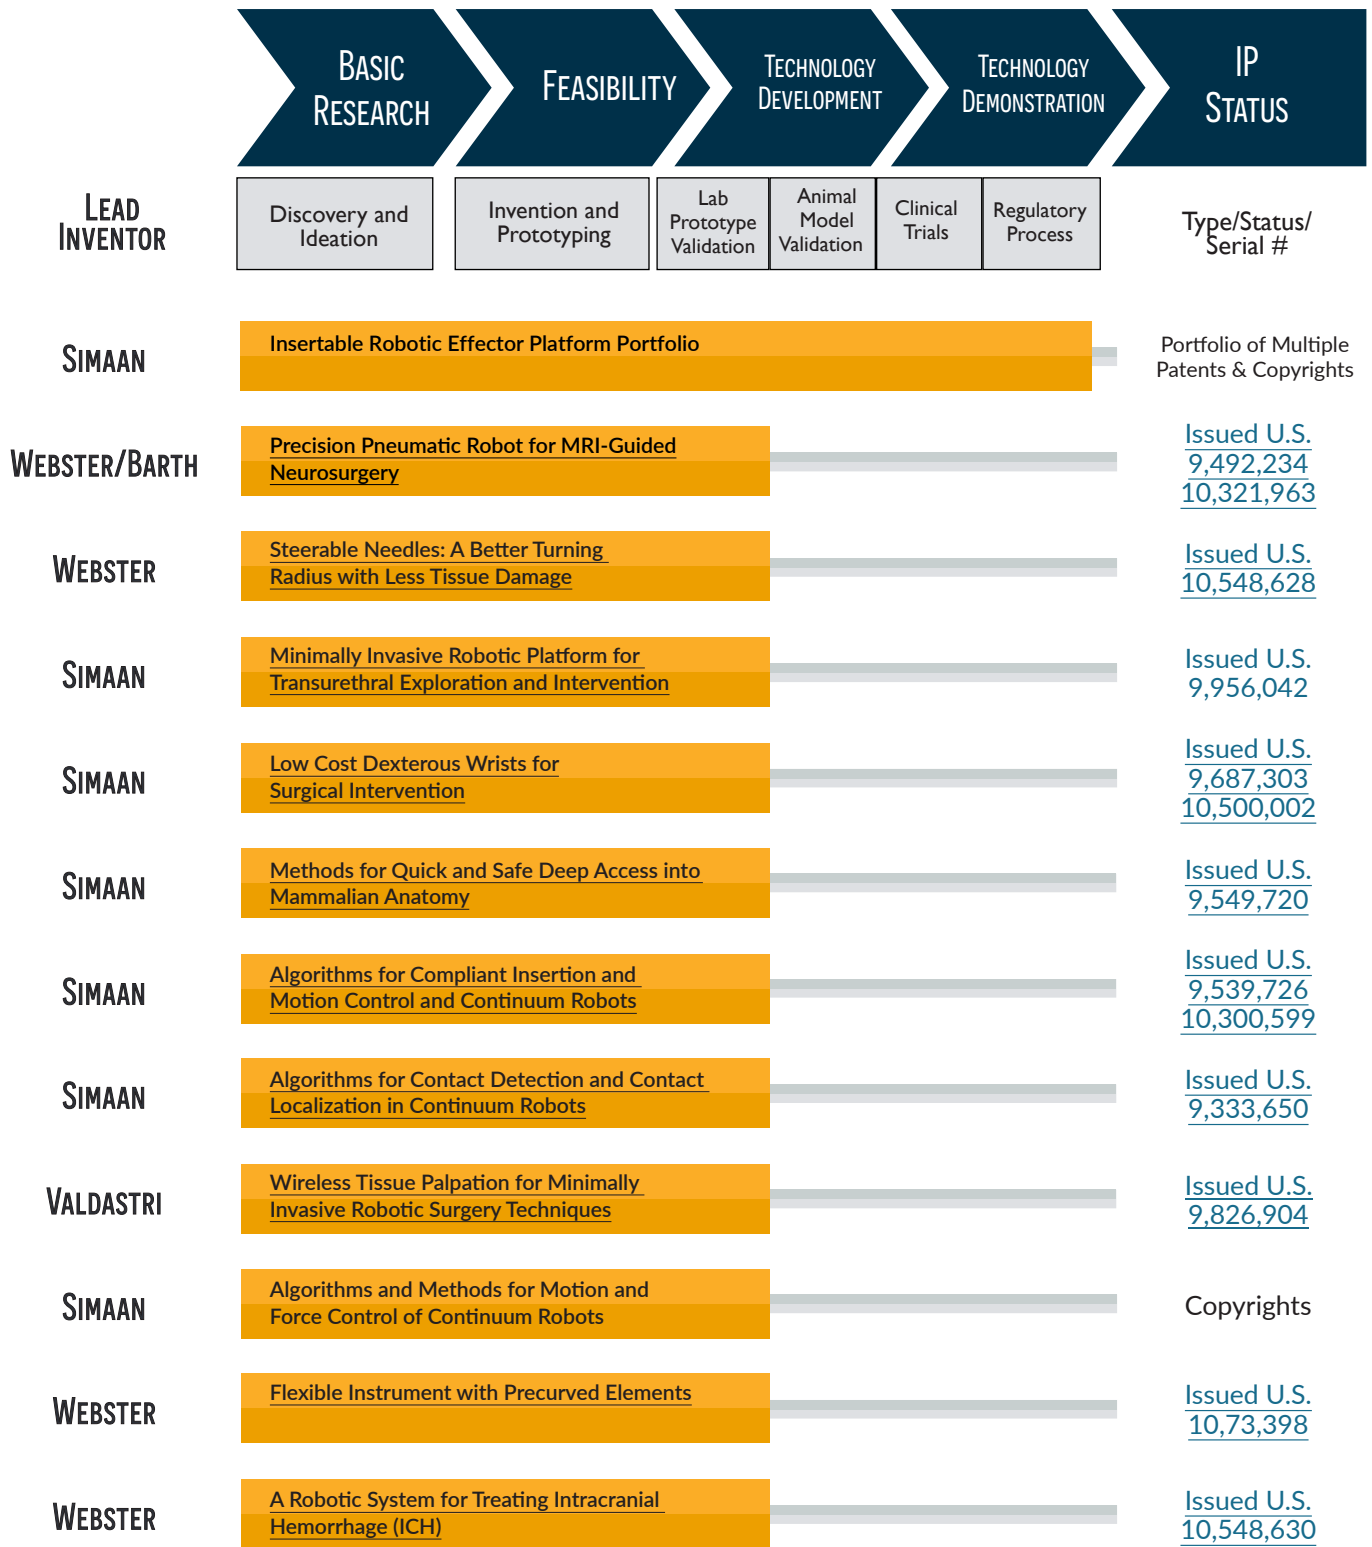 BASIC
RESEARCH
FEASIBILITY
TECHNOLOGY
DEVELOPMENT
TECHNOLOGY
DEMONSTRATION
IP
STATUS
LEAD
INVENTOR
Discovery and
Ideation
Invention and
Prototyping
Lab
Prototype
Validation
Animal
Model
Validation
Clinical
Trials
Regulatory
Process
Type/Status/
Serial #
SIMAAN
Insertable Robotic Effector Platform Portfolio
Portfolio of Multiple
Patents & Copyrights
WEBSTER/BARTH
Precision Pneumatic Robot for MRI-Guided
Neurosurgery
Issued U.S.
9,492,234
10,321,963
WEBSTER
Steerable Needles: A Better Turning
Radius with Less Tissue Damage
Issued U.S.
10,548,628
SIMAAN
Minimally Invasive Robotic Platform for
Transurethral Exploration and Intervention
Issued U.S.
9,956,042
SIMAAN
Low Cost Dexterous Wrists for
Surgical Intervention
Issued U.S.
9,687,303
10,500,002
SIMAAN
Methods for Quick and Safe Deep Access into
Mammalian Anatomy
Issued U.S.
9,549,720
SIMAAN
Algorithms for Compliant Insertion and
Motion Control and Continuum Robots
Issued U.S.
9,539,726
10,300,599
SIMAAN
Algorithms for Contact Detection and Contact
Localization in Continuum Robots
Issued U.S.
9,333,650
VALDASTRI
Wireless Tissue Palpation for Minimally
Invasive Robotic Surgery Techniques
Issued U.S.
9,826,904
SIMAAN
Algorithms and Methods for Motion and
Force Control of Continuum Robots
Copyrights
WEBSTER
Flexible Instrument with Precurved Elements
Issued U.S.
10,73,398
WEBSTER
A Robotic System for Treating Intracranial
Hemorrhage (ICH)
Issued U.S.
10,548,630